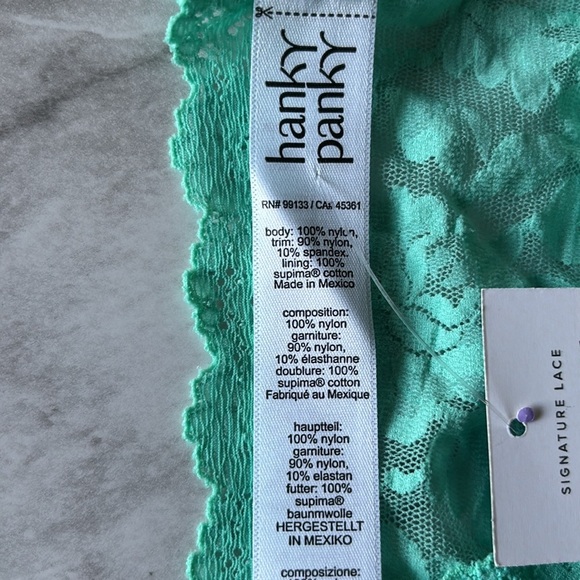 hanky
panky
RN# 99133 / CA# 45361
body: 100% nylon,
trim: 90% nylon,
10% spandex.
lining: 100%
supima® cotton
Made in Mexico
composition:
100% nylon
garniture:
90% nylon,
10% élasthanne
doublure: 100%
supima® cotton
Fabriqué au Mexique
hauptteil:
100% nylon
garniture:
90% nylon,
10% elastan
futter: 100%
supima®
baumwolle
HERGESTELLT
IN MEXIKO
composizione:
SIGNATURE LACE